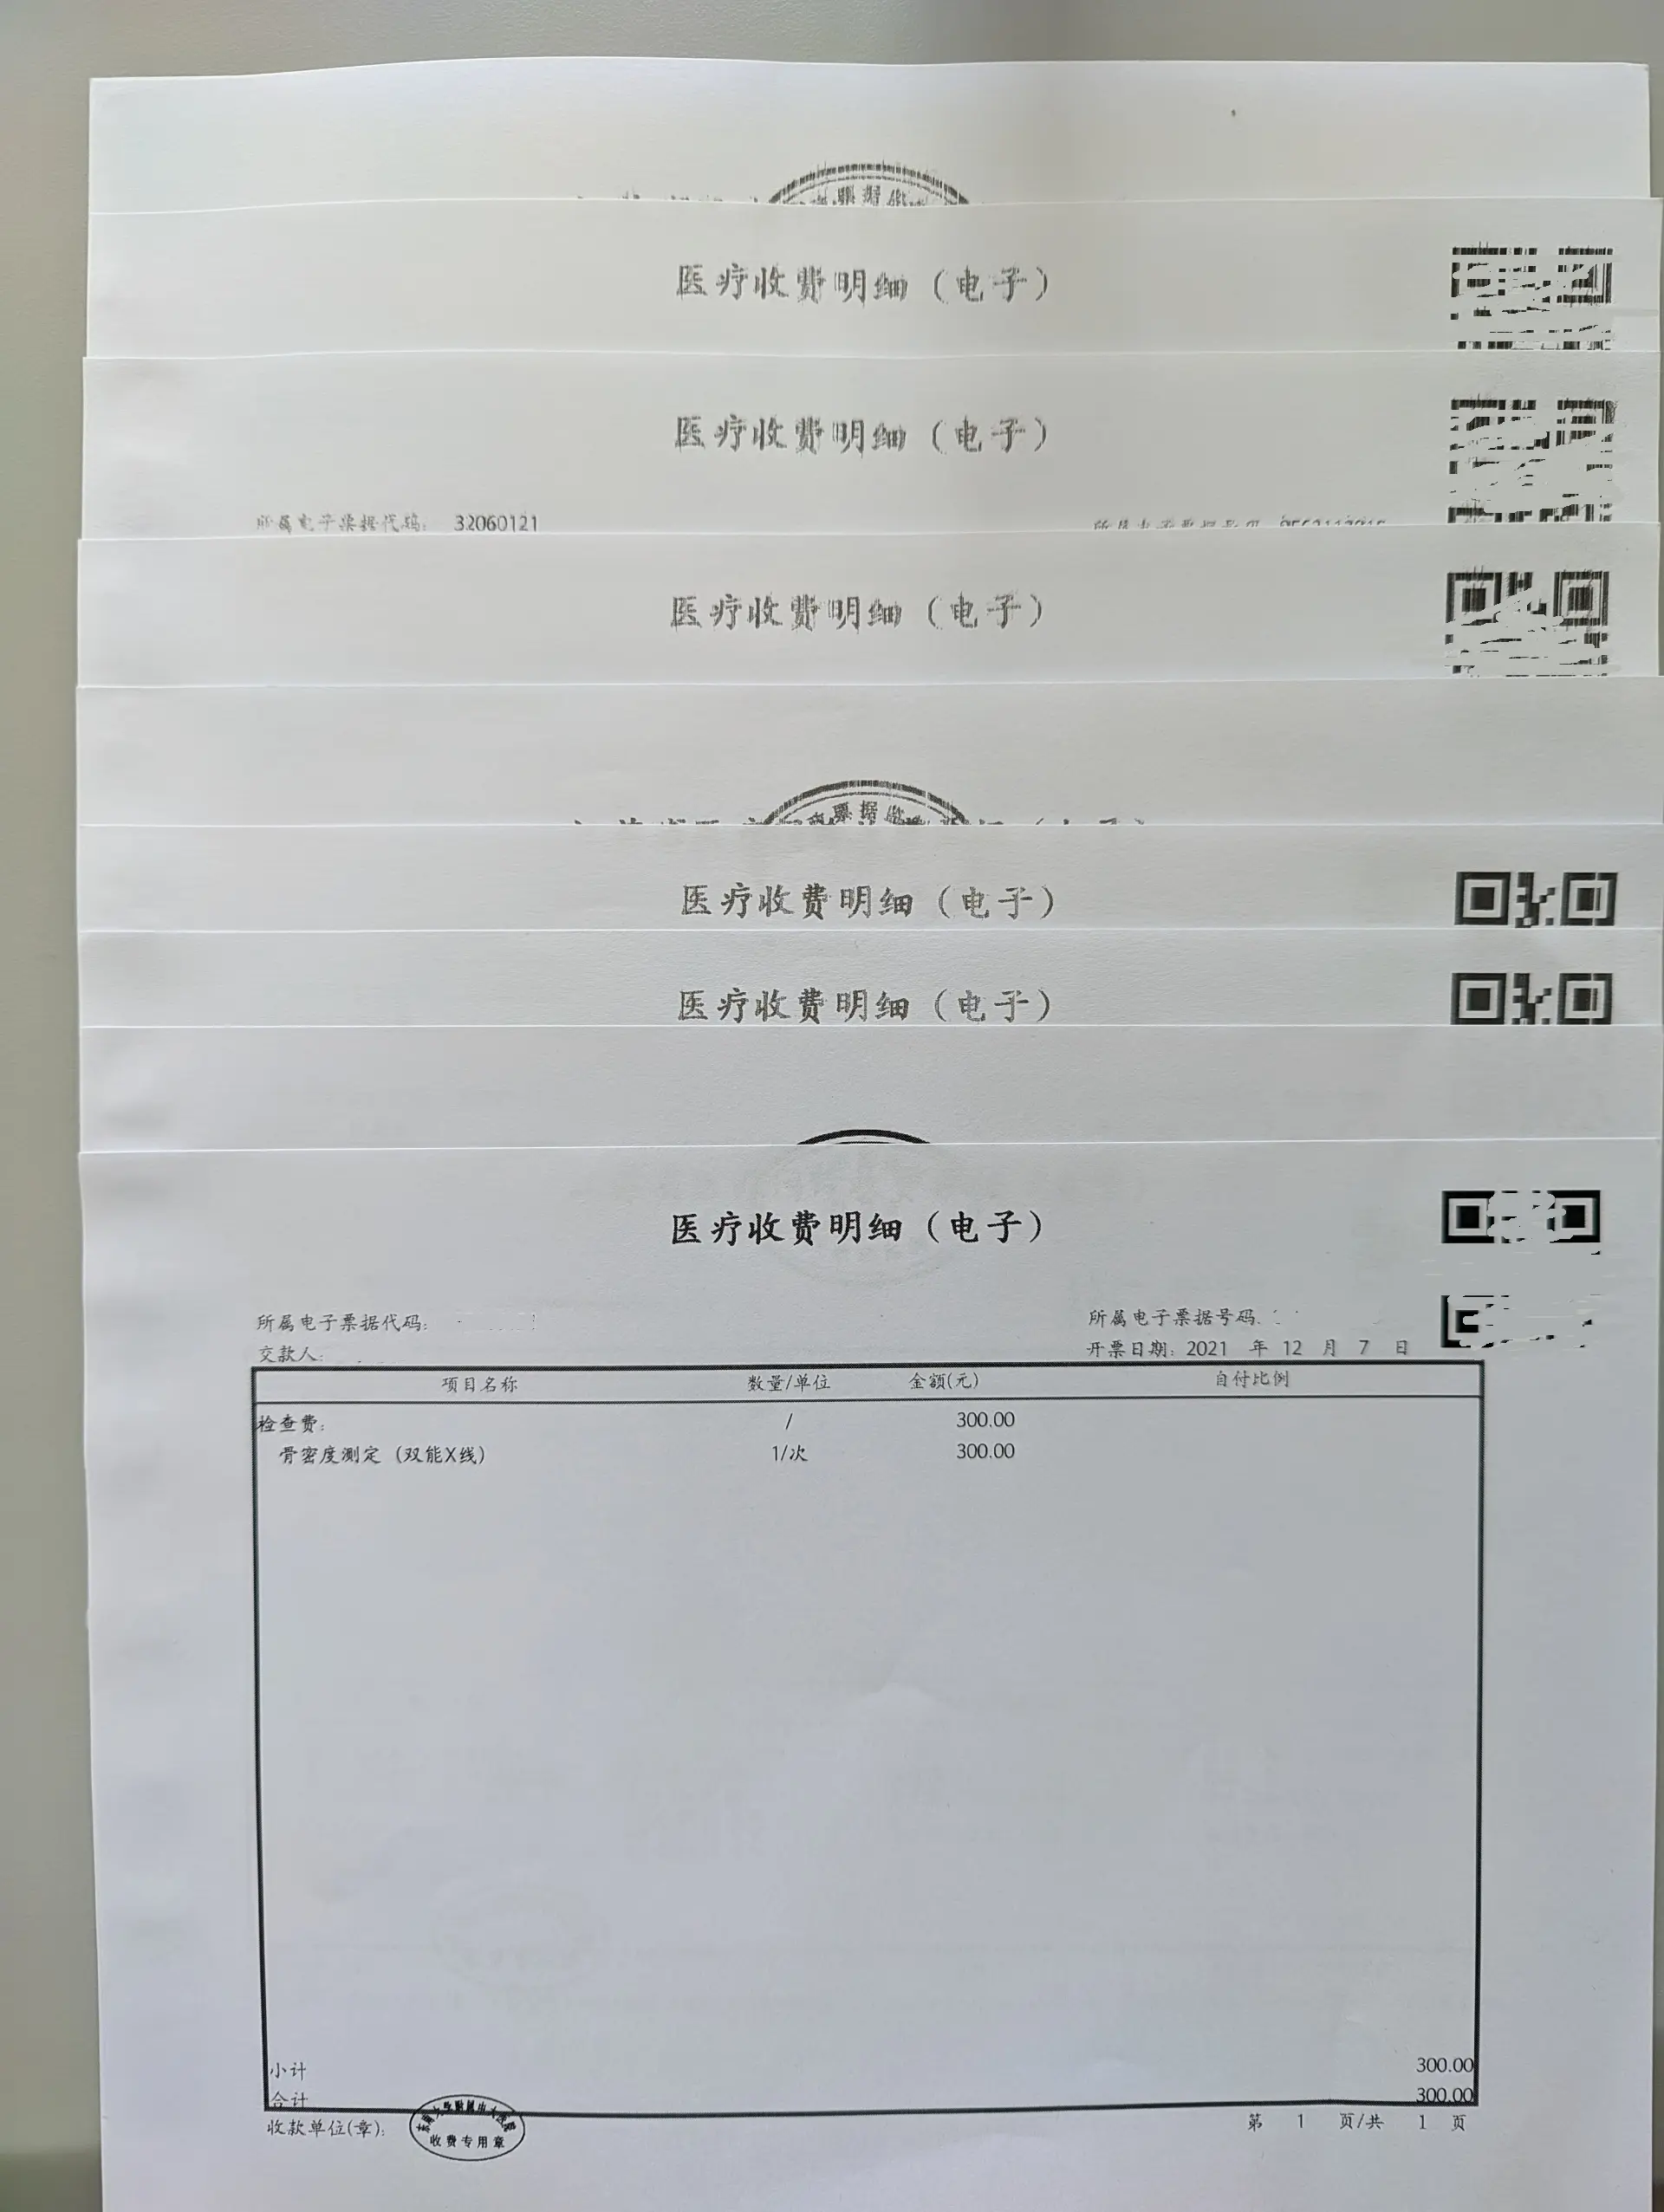 票据
医疗收费明细（电子）
医疗收费明细（电子）
所属电子票据代码： 32060121
医疗收费明细（电子）
票据
医疗收费明细（电子）
医疗收费明细（电子）
医疗收费明细（电子）
所属电子票据代码： 所属电子票据号码
交款人： 开票日期: 2021 年 12 月 7 日
项目名称 数量/单位 金额(元) 自付比例
检查费： / 300.00
骨密度测定（双能X线） 1/次 300.00
小计 300.00
合计 300.00
收款单位(章)： 第 1 页/共 1 页
收费专用章